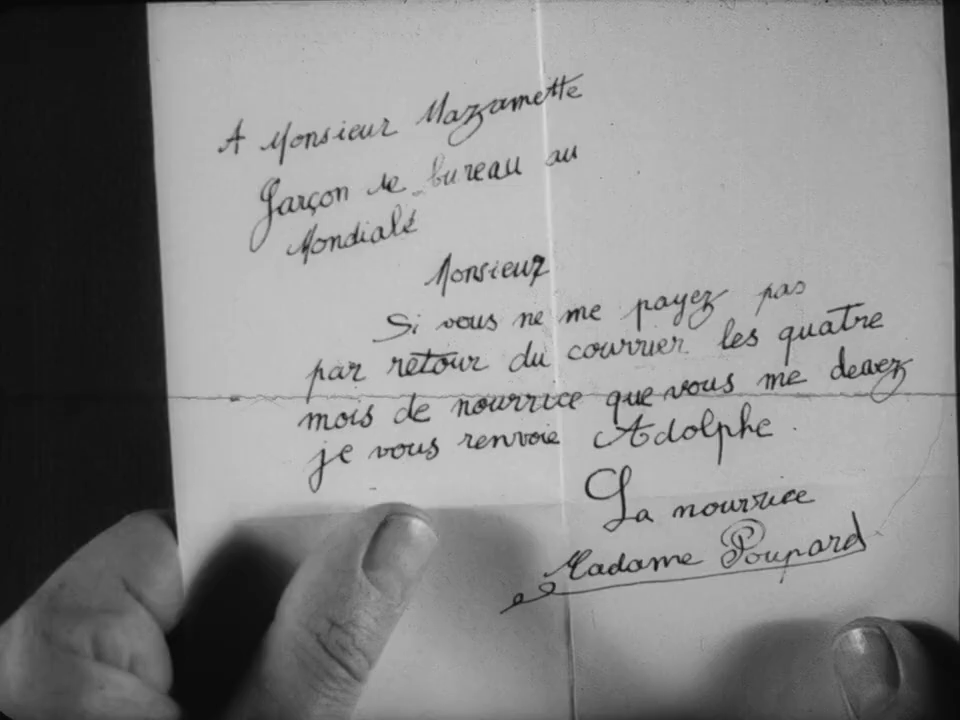 A Monsieur Mazamette
Garçon de bureau au
Mondial
Monsieur
Si vous ne me payez pas
par retour du courrier les quatre
mois de nourrice que vous me devez
je vous renvoie Adolphe.
La nourrice
Madame Poupard